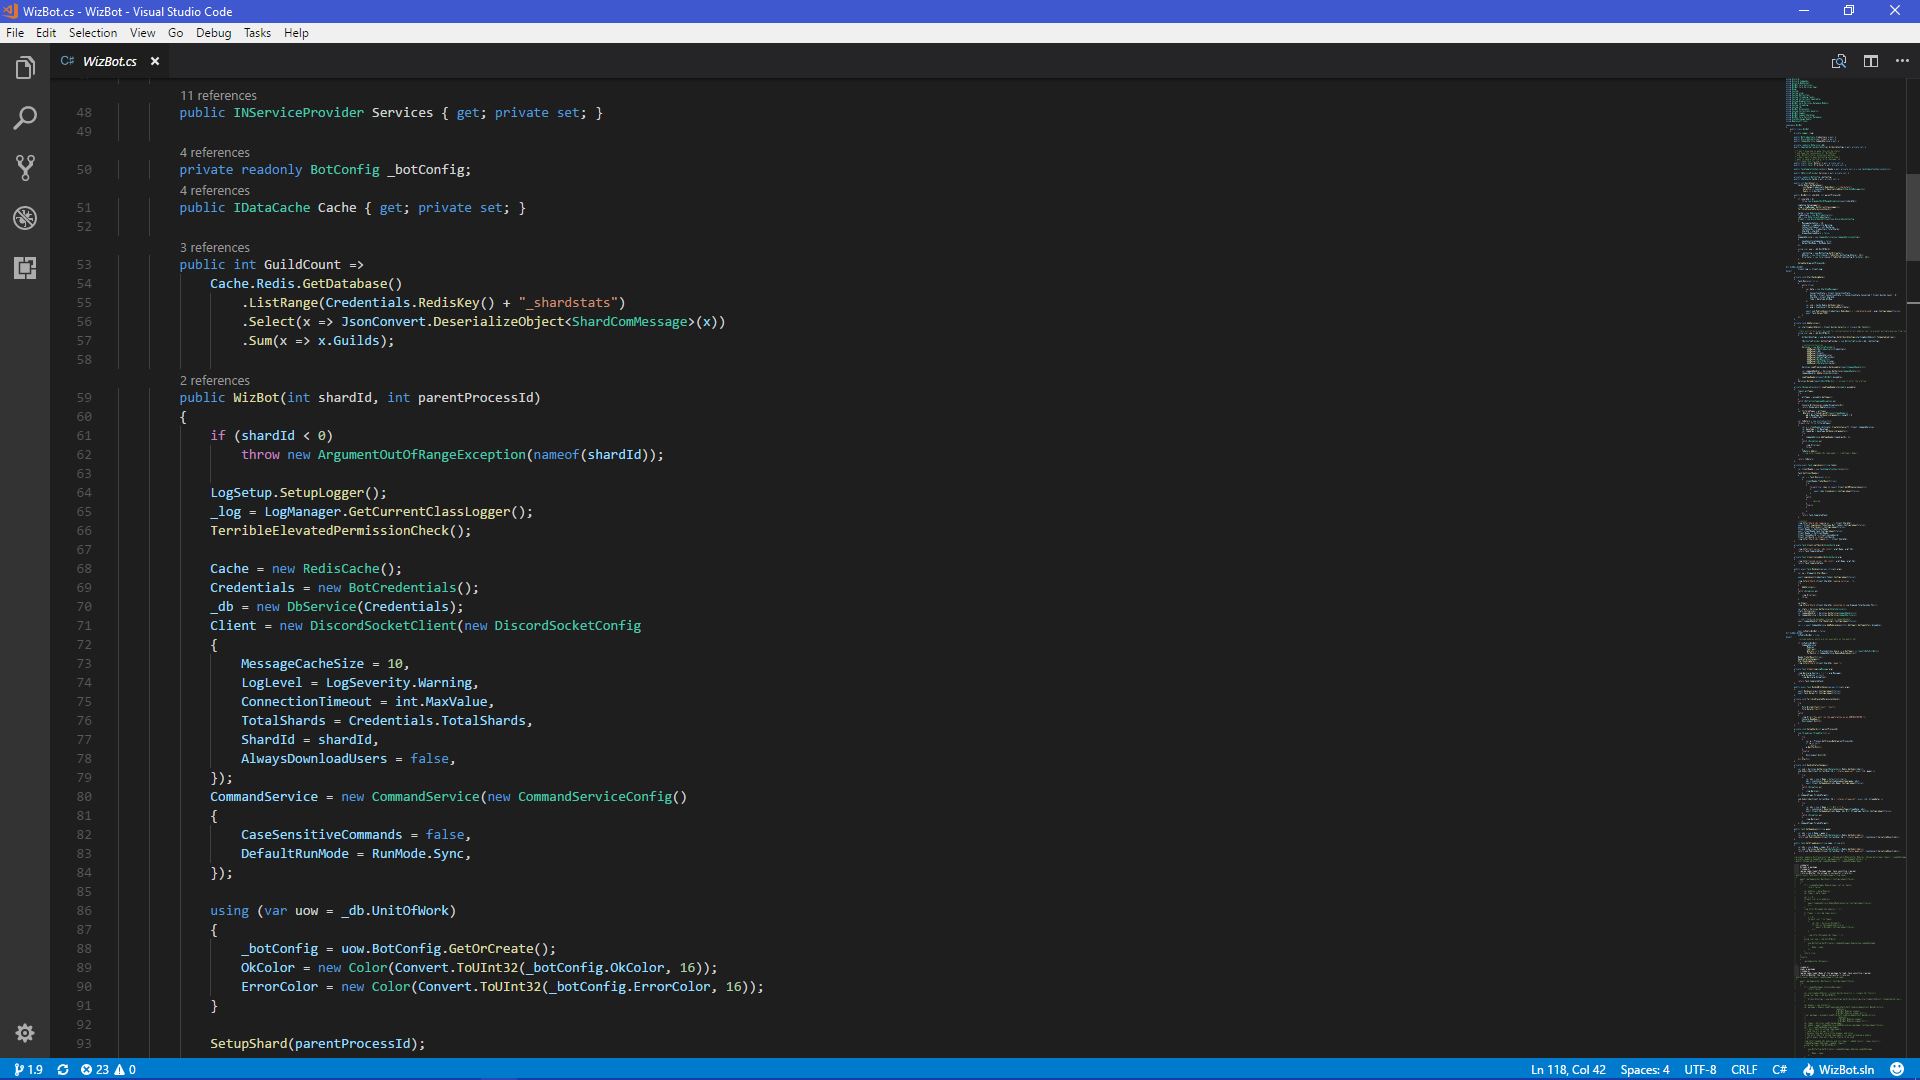 WizBot.cs - WizBot - Visual Studio Code
File Edit Selection View Go Debug Tasks Help
C# WizBot.cs ×
11 references
48 public INServiceProvider Services { get; private set; }
49
4 references
50 private readonly BotConfig _botConfig;
4 references
51 public IDataCache Cache { get; private set; }
52
3 references
53 public int GuildCount =>
54 Cache.Redis.GetDatabase()
55 .ListRange(Credentials.RedisKey() + "_shardstats")
56 .Select(x => JsonConvert.DeserializeObject<ShardComMessage>(x))
57 .Sum(x => x.Guilds);
58
2 references
59 public WizBot(int shardId, int parentProcessId)
60 {
61 if (shardId < 0)
62 throw new ArgumentOutOfRangeException(nameof(shardId));
63
64 LogSetup.SetupLogger();
65 _log = LogManager.GetCurrentClassLogger();
66 TerribleElevatedPermissionCheck();
67
68 Cache = new RedisCache();
69 Credentials = new BotCredentials();
70 _db = new DbService(Credentials);
71 Client = new DiscordSocketClient(new DiscordSocketConfig
72 {
73 MessageCacheSize = 10,
74 LogLevel = LogSeverity.Warning,
75 ConnectionTimeout = int.MaxValue,
76 TotalShards = Credentials.TotalShards,
77 ShardId = shardId,
78 AlwaysDownloadUsers = false,
79 });
80 CommandService = new CommandService(new CommandServiceConfig()
81 {
82 CaseSensitiveCommands = false,
83 DefaultRunMode = RunMode.Sync,
84 });
85
86 using (var uow = _db.UnitOfWork)
87 {
88 _botConfig = uow.BotConfig.GetOrCreate();
89 OkColor = new Color(Convert.ToUInt32(_botConfig.OkColor, 16));
90 ErrorColor = new Color(Convert.ToUInt32(_botConfig.ErrorColor, 16));
91 }
92
93 SetupShard(parentProcessId);
1.9 23 0 Ln 118, Col 42 Spaces: 4 UTF-8 CRLF C# WizBot.sln